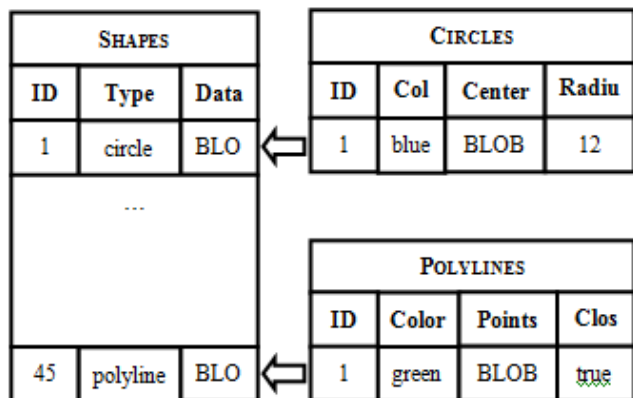 SHAPES
ID Type Data
1 circle BLO
...
45 polyline BLO
CIRCLES
ID Col Center Radiu
1 blue BLOB 12
POLYLINES
ID Color Points Clos
1 green BLOB true